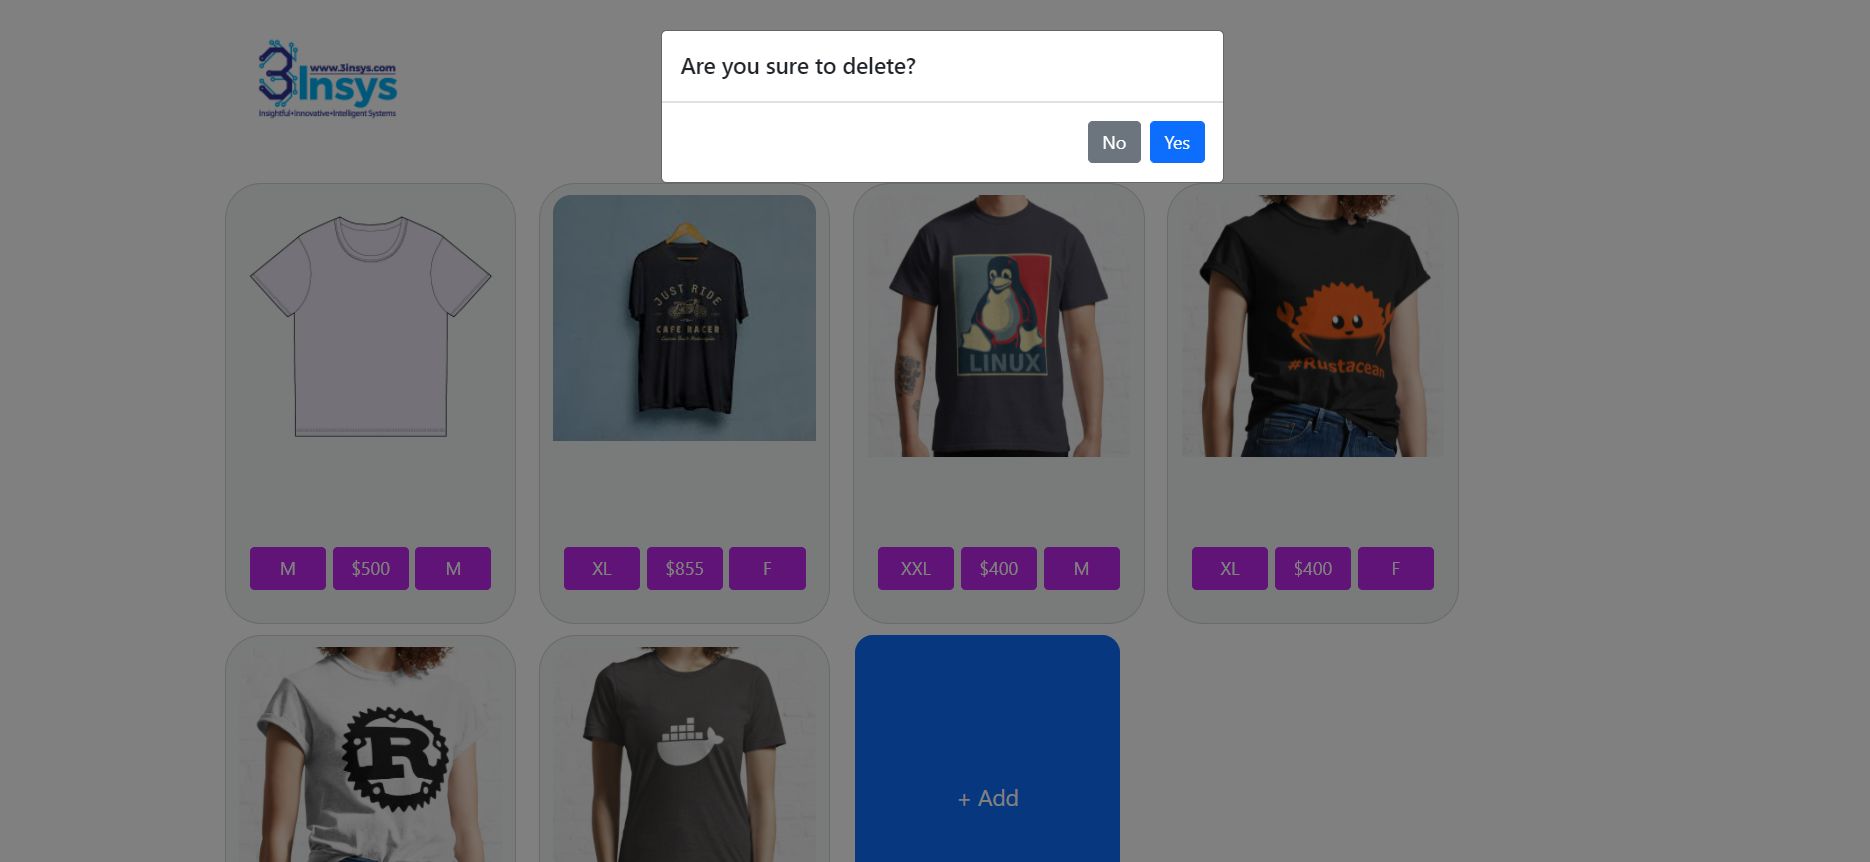 www.3insys.com
3Insys
Insightful•Innovative•Intelligent Systems
Are you sure to delete?
No
Yes
JUST RIDE
CAFE RACER
LINUX
#Rustacean
M
$500
M
XL
$855
F
XXL
$400
M
XL
$400
F
R
+ Add